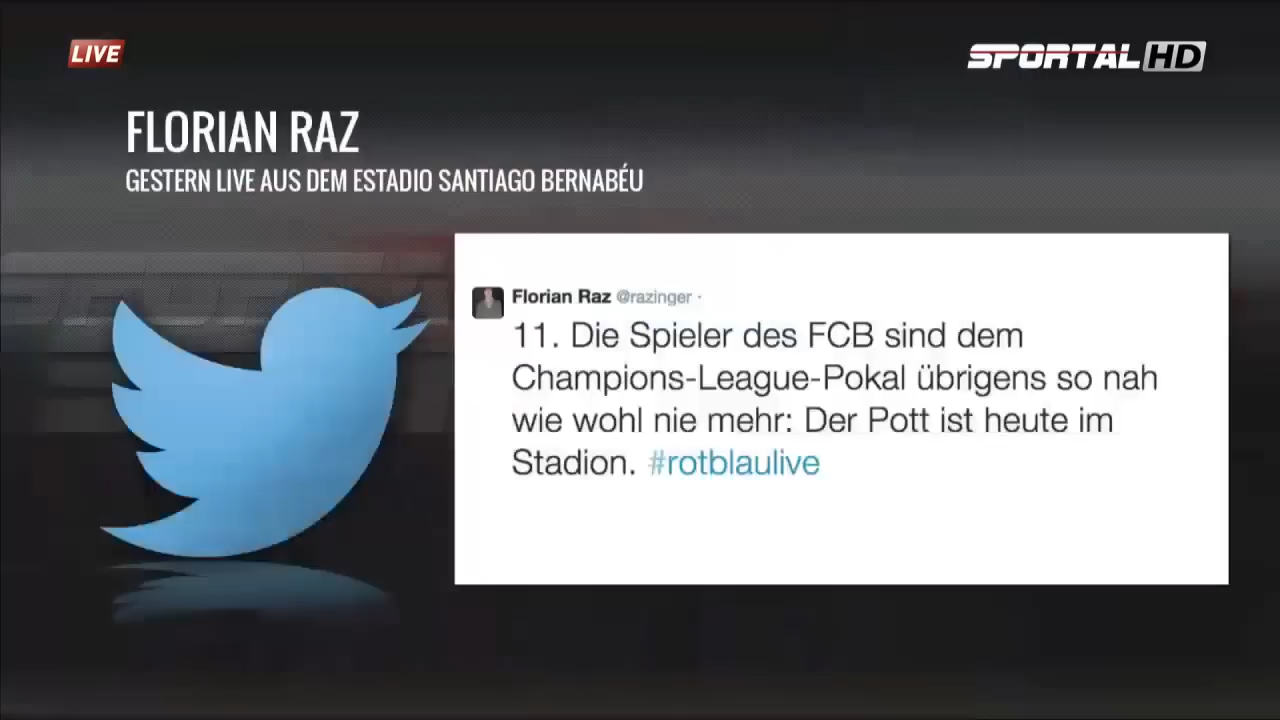 LIVE
SPORTAL HD
FLORIAN RAZ
GESTERN LIVE AUS DEM ESTADIO SANTIAGO BERNABÉU
Florian Raz @razinger ·
11. Die Spieler des FCB sind dem
Champions-League-Pokal übrigens so nah
wie wohl nie mehr: Der Pott ist heute im
Stadion. #rotblaulive